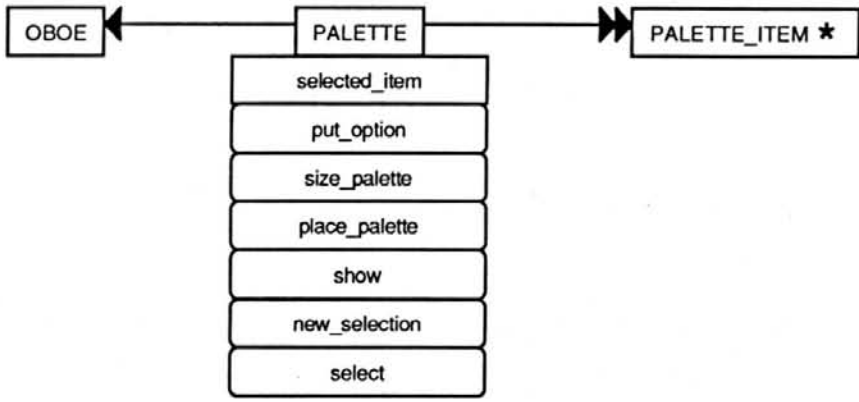 OBOE PALETTE PALETTE_ITEM *
selected_item
put_option
size_palette
place_palette
show
new_selection
select